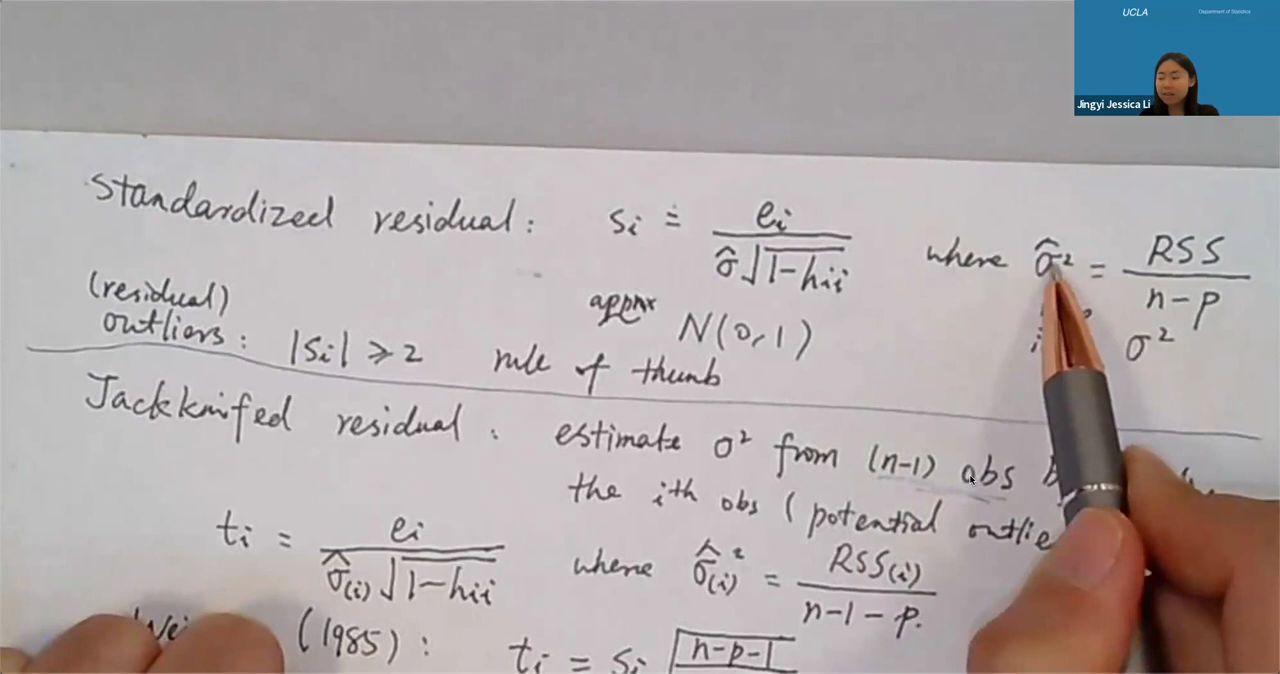 UCLA
Department of Statistics
Jingyi Jessica Li
Standardized residual : si ≐ ei / σ̂ √1-hii where σ̂² = RSS / n-p
approx N(0,1) σ²
(residual) outliers : |si| ≥ 2 rule of thumb
Jackknifed residual : estimate σ² from (n-1) obs
the ith obs (potential
ti = ei / σ̂(i) √1-hii where σ̂(i)² = RSS(i) / n-1-p.
(1985) : ti = si √n-p-1